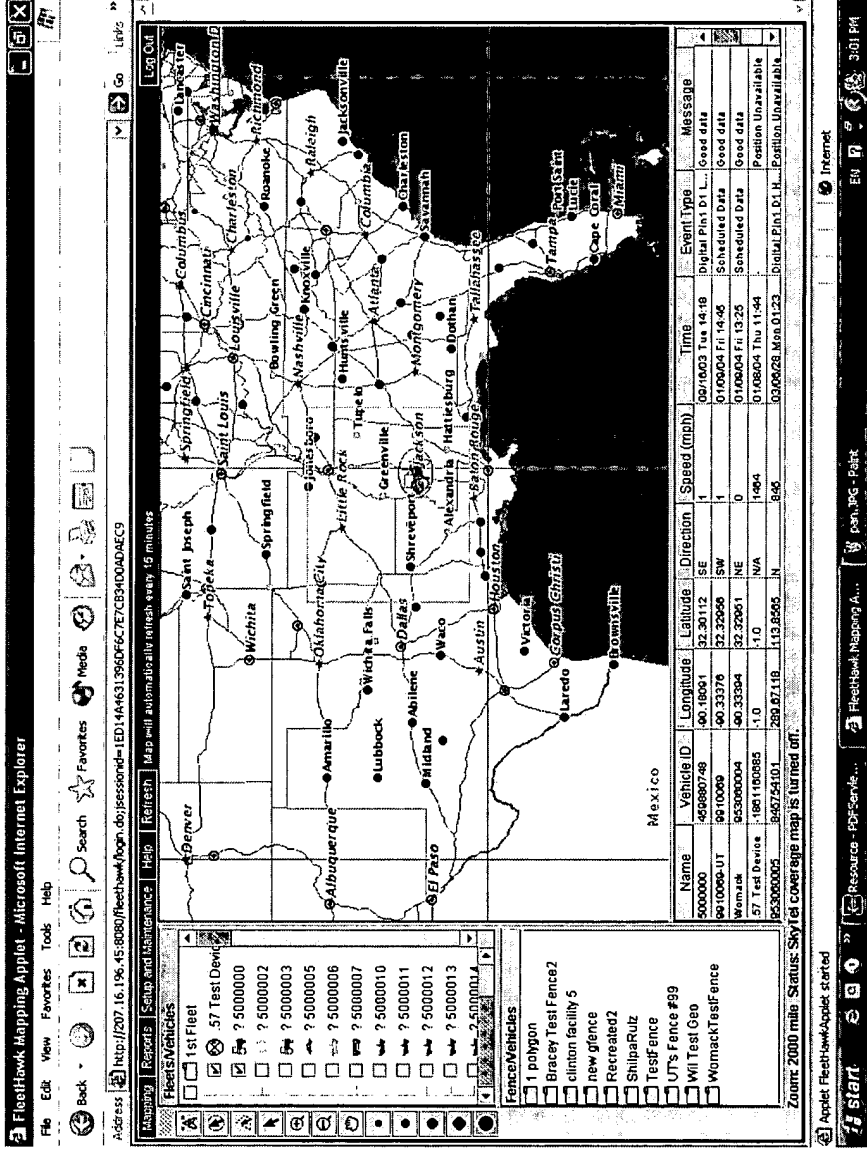 FleetHawk Mapping Applet - Microsoft Internet Explorer
File Edit View Favorites Tools Help
Back Search Favorites Media
Address http://207.16.196.45:8080/fleethawk/login.do;jsessionid=1ED14A4631396DF6C7E7CB34D0ADAEC9 Go Links »
Mapping Reports Setup and Maintenance Help Refresh Map will automatically refresh every 15 minutes Log Out
Fleets/Vehicles
1st Fleet
.57 Test Device
? 5000000
? 5000002
? 5000003
? 5000005
? 5000006
? 5000007
? 5000010
? 5000011
? 5000012
? 5000013
? 5000014
Fence/Vehicles
1 polygon
Bracey Test Fence2
clinton facility 5
new gfence
Recreated2
ShilpaRulz
TestFence
UT's Fence #99
Wil Test Geo
WomackTestFence
Denver
Topeka
Saint Joseph
Springfield
Columbus
Lancaster
Washington
Wichita
Saint Louis
Louisville
Cincinnati
Charleston
Richmond
Springfield
Bowling Green
Roanoke
Albuquerque
Amarillo
Oklahoma City
Jonesboro
Nashville
Knoxville
Raleigh
Lubbock
Wichita Falls
Little Rock
Tupelo
Huntsville
Columbia
Jacksonville
El Paso
Midland
Abilene
Dallas
Shreveport
Greenville
Jackson
Atlanta
Charleston
Waco
Alexandria
Hattiesburg
Montgomery
Dothan
Savannah
Austin
Houston
Baton Rouge
Tallahassee
Victoria
Laredo
Corpus Christi
Tampa
Port Saint Lucie
Brownsville
Cape Coral
Miami
Mexico
Name Vehicle ID Longitude Latitude Direction Speed (mph) Time Event Type Message
5000000 459880748 -90.18091 32.30112 SE 1 09/16/03 Tue 14:18 Digital Pin1 D1 L... Good data
9910069-UT 9910069 -90.33376 32.32956 SW 1 01/09/04 Fri 14:46 Scheduled Data Good data
Womack 953060004 -90.33394 32.32951 NE 0 01/09/04 Fri 13:25 Scheduled Data Good data
.57 Test Device -1861160885 -1.0 -1.0 N/A 1464 01/08/04 Thu 11:44 Position Unavailable
953060005 845754101 289.67118 113.8565 N 846 03/06/28 Mon 01:23 Digital Pin1 D1 H... Position Unavailable
Zoom: 2000 mile Status: SkyTel coverage map is turned off.
Applet FleetHawkApplet started Internet
start » Resource - PDFServle... FleetHawk Mapping A... pan.JPG - Paint EN 3:01 PM